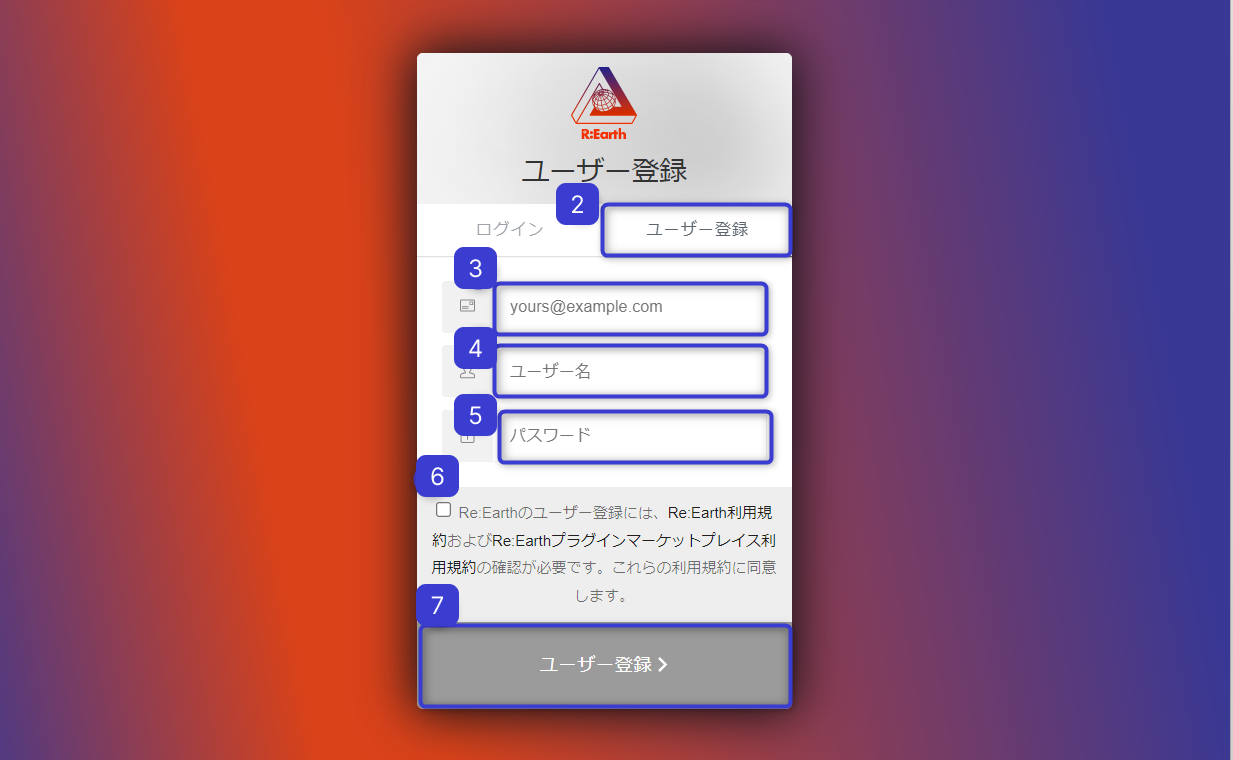 R:Earth
ユーザー登録
2
ログイン
ユーザー登録
3
yours@example.com
4
ユーザー名
5
パスワード
6
Re:Earthのユーザー登録には、Re:Earth利用規
約およびRe:Earthプラグインマーケットプレイス利
用規約の確認が必要です。これらの利用規約に同意
します。
7
ユーザー登録